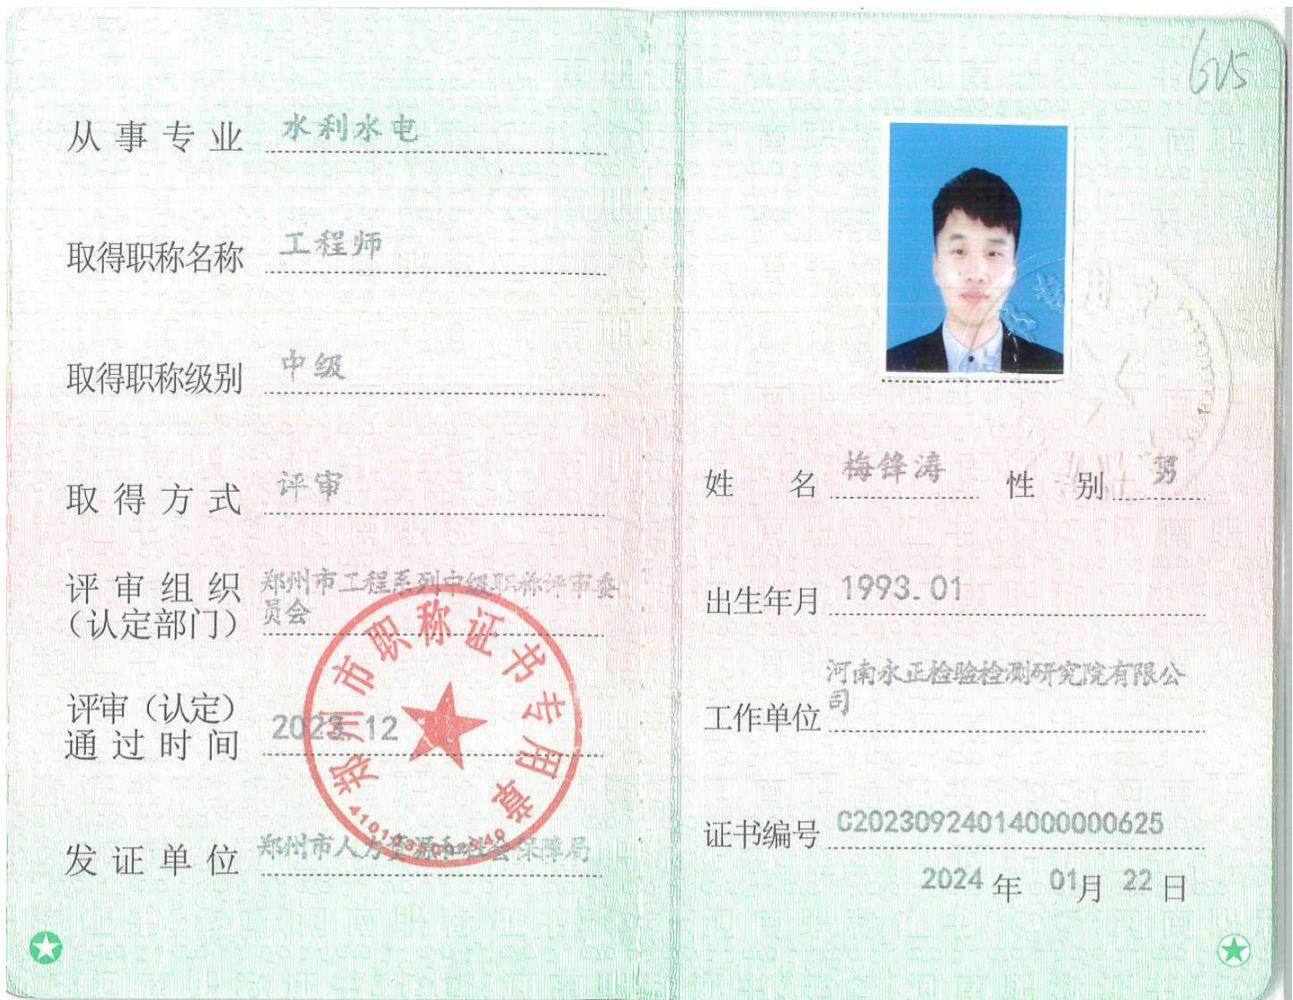 从事专业 水利水电
取得职称名称 工程师
取得职称级别 中级
取得方式 评审
评审组织 郑州市工程系列中级职称评审委
(认定部门) 员会
评审(认定)
通过时间 2023.12
发证单位 郑州市人力资源和社会保障局
郑州市职称证书专用章
625
姓名 梅锋涛 性别 男
出生年月 1993.01
河南永正检验检测研究院有限公
工作单位 司
证书编号 C20230924014000000625
2024 年 01月 22 日